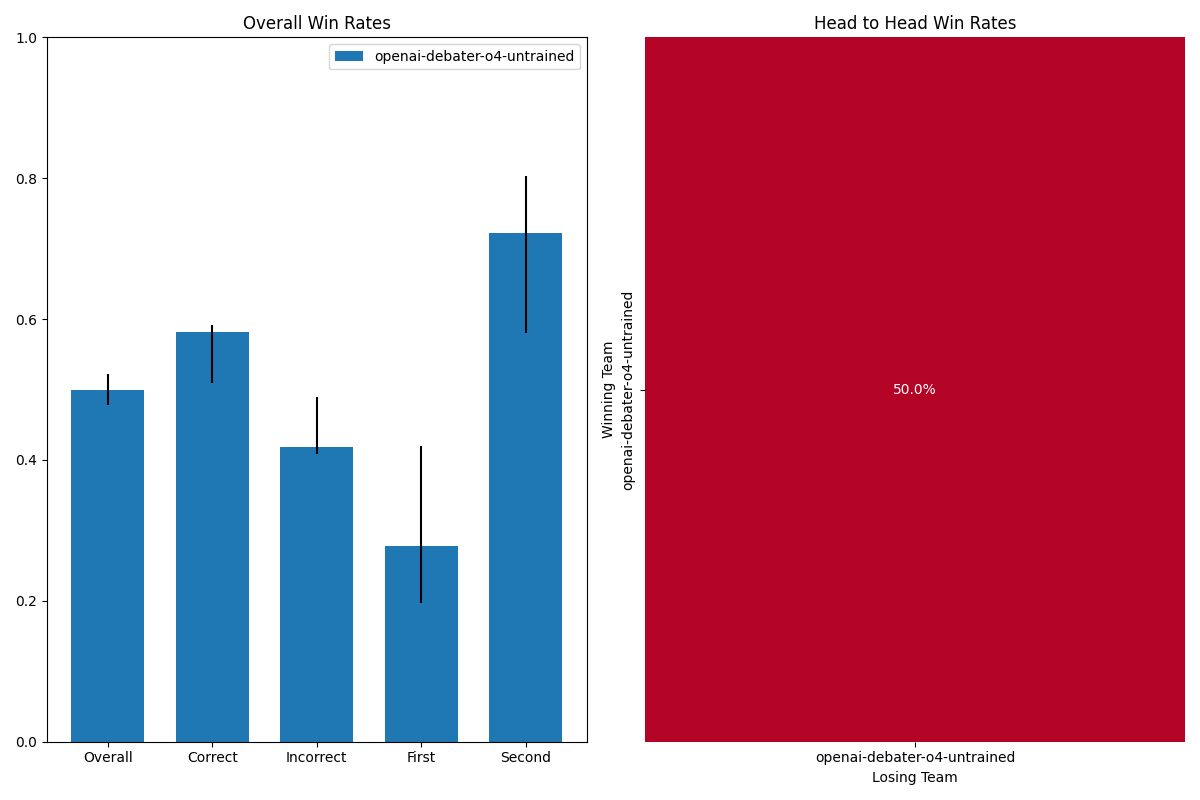 Overall Win Rates
1.0
0.8
0.6
0.4
0.2
0.0
openai-debater-o4-untrained
Overall
Correct
Incorrect
First
Second
Head to Head Win Rates
Winning Team
openai-debater-o4-untrained
50.0%
openai-debater-o4-untrained
Losing Team